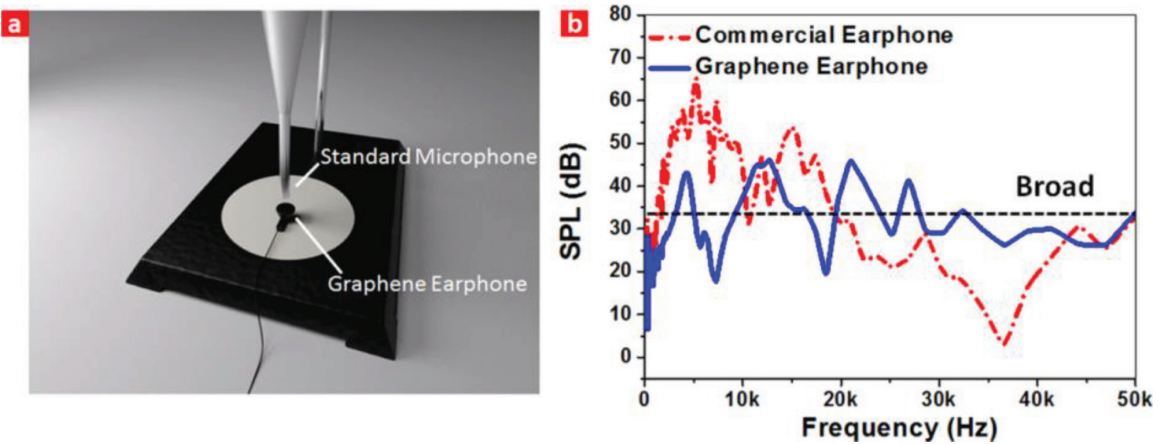 a
Standard Microphone
Graphene Earphone
b
Commercial Earphone
Graphene Earphone
Broad
SPL (dB)
80
70
60
50
40
30
20
10
0
0
10k
20k
30k
40k
50k
Frequency (Hz)